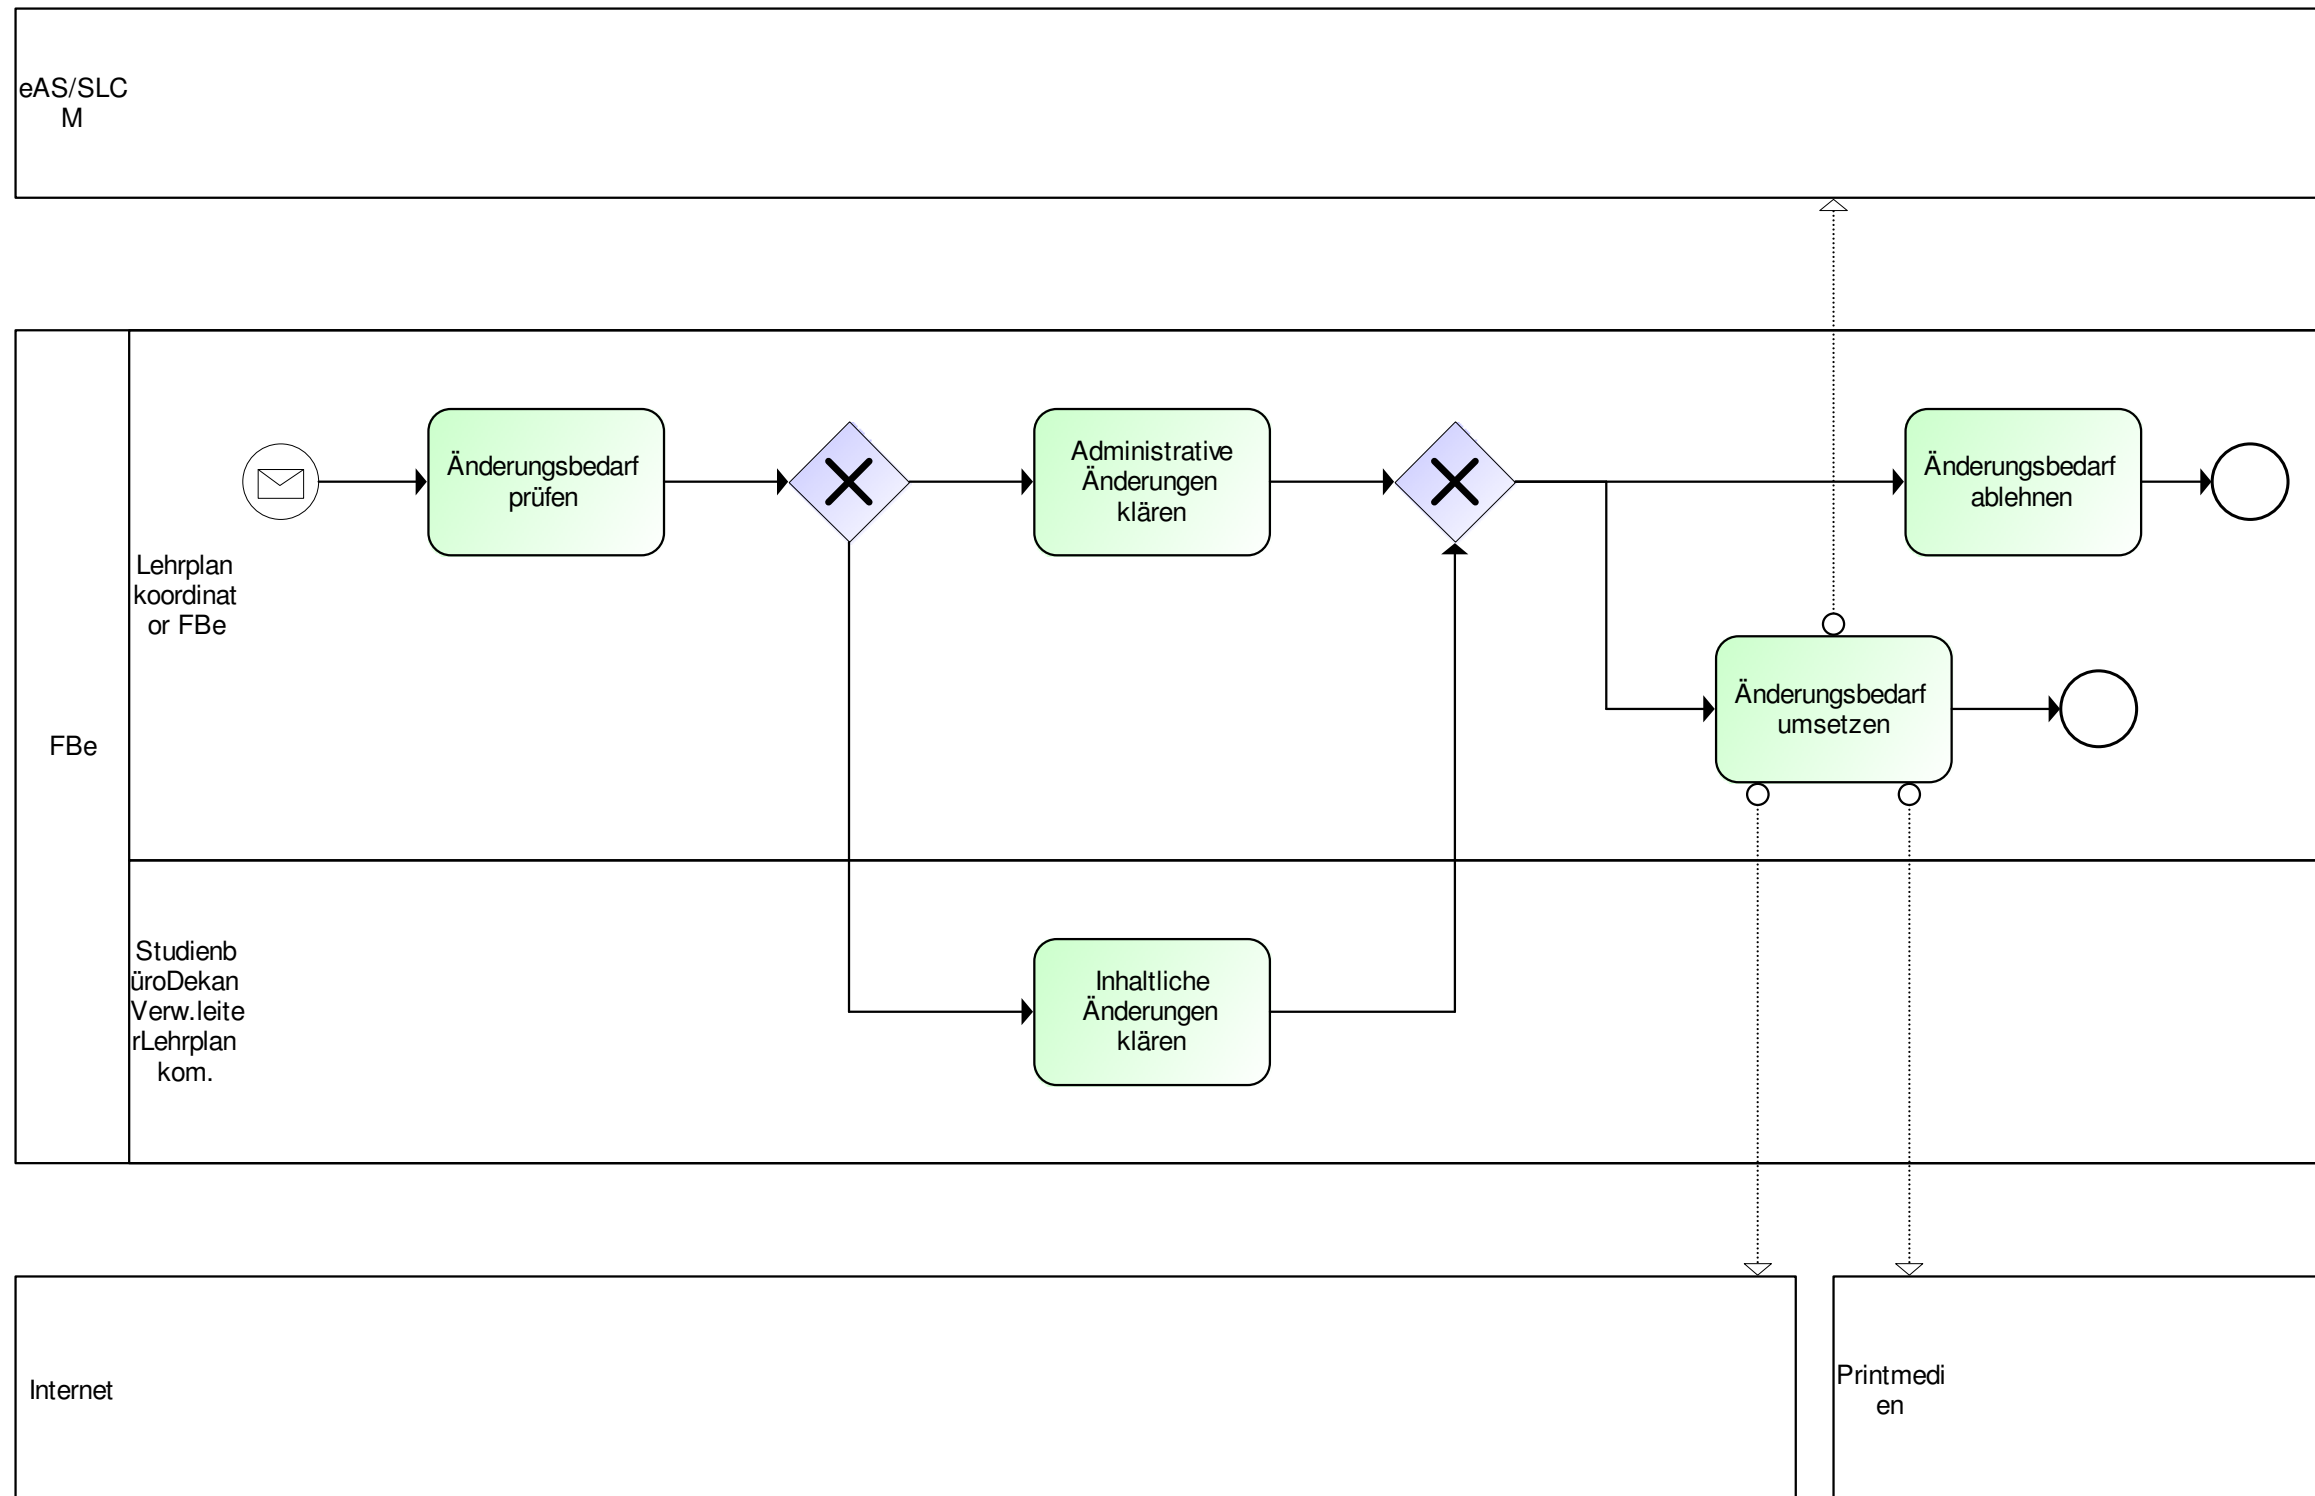 eAS/SLC
M
Änderungsbedarf
prüfen
Administrative
Änderungen
klären
Änderungsbedarf
ablehnen
Lehrplan
koordinat
or FBe
Änderungsbedarf
umsetzen
FBe
Studienb
üroDekan
Verw.leite
rLehrplan
kom.
Inhaltliche
Änderungen
klären
Internet
Printmedi
en